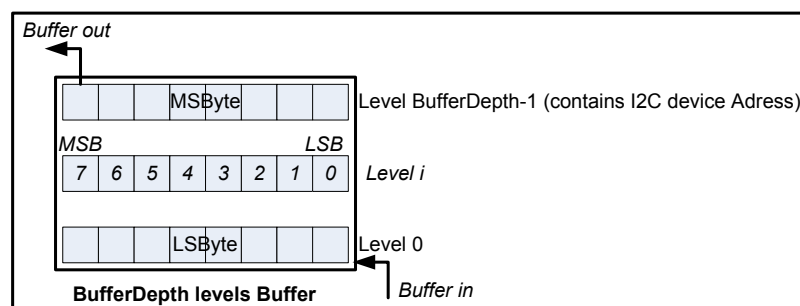 Buffer out
MSByte
Level BufferDepth-1 (contains I2C device Adress)
MSB LSB
7 6 5 4 3 2 1 0 Level i
LSByte
Level 0
BufferDepth levels Buffer
Buffer in